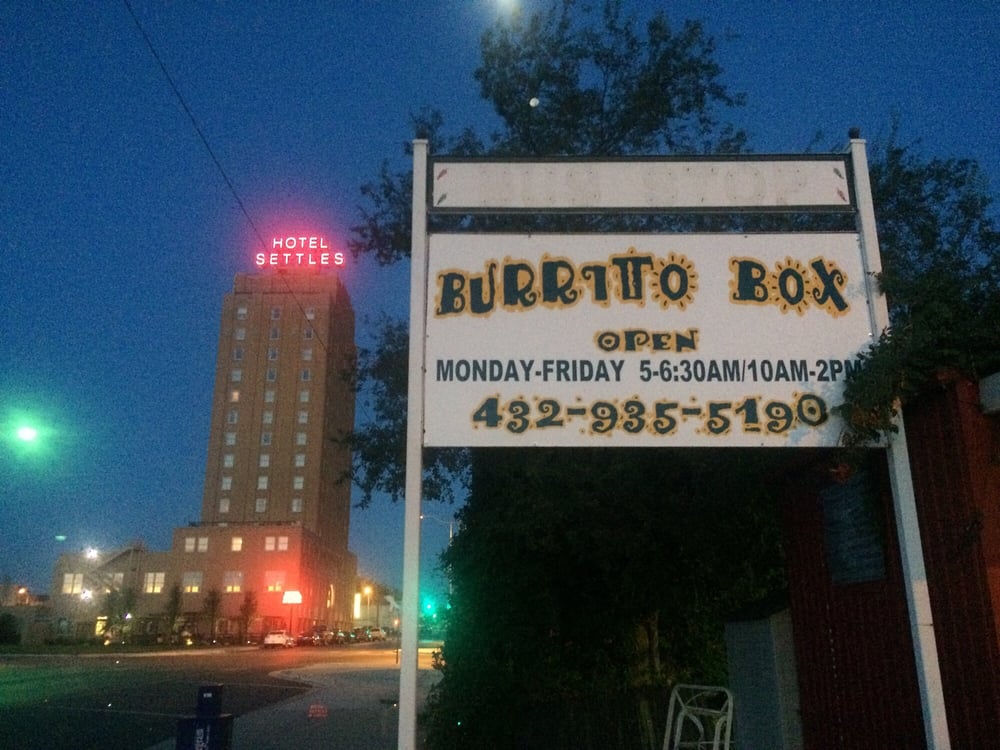 HOTEL
SETTLES
BURRITO BOX
OPEN
MONDAY-FRIDAY 5-6:30AM/10AM-2PM
432-935-5190